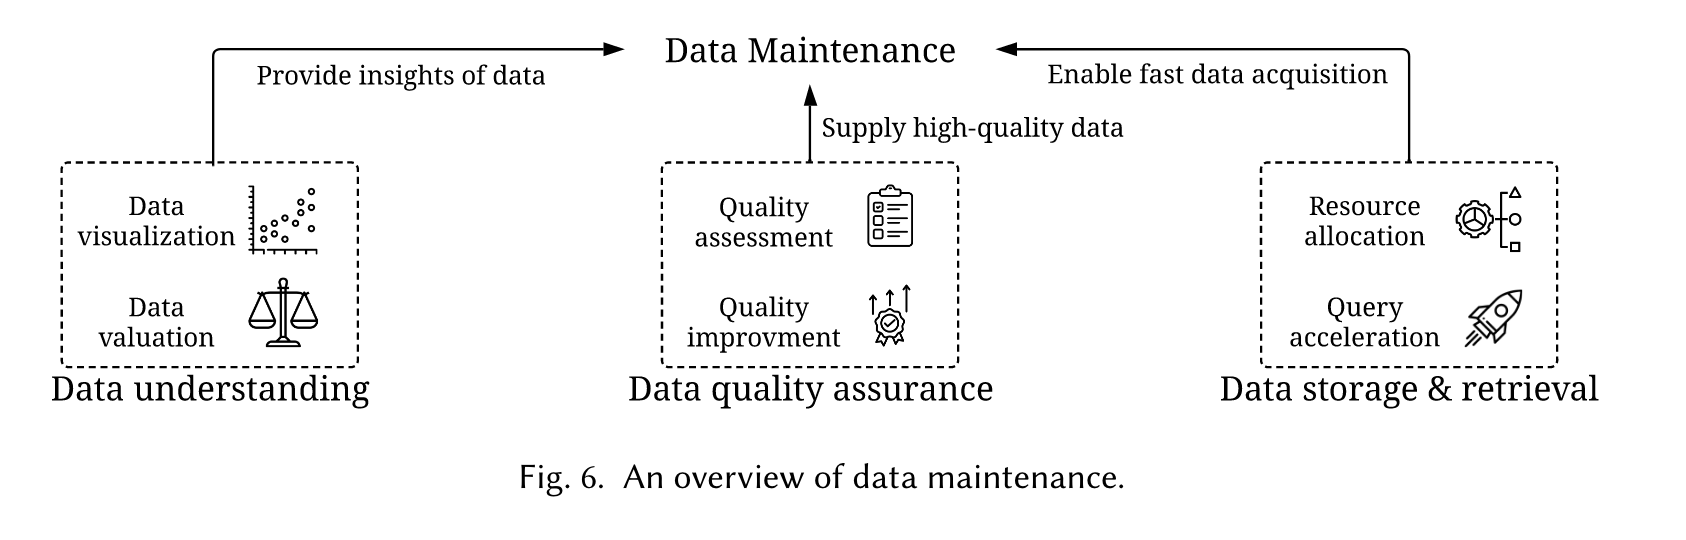 Data Maintenance
Provide insights of data
Enable fast data acquisition
Supply high-quality data
Data
visualization
Data
valuation
Data understanding
Quality
assessment
Quality
improvment
Data quality assurance
Resource
allocation
Query
acceleration
Data storage & retrieval
Fig. 6. An overview of data maintenance.